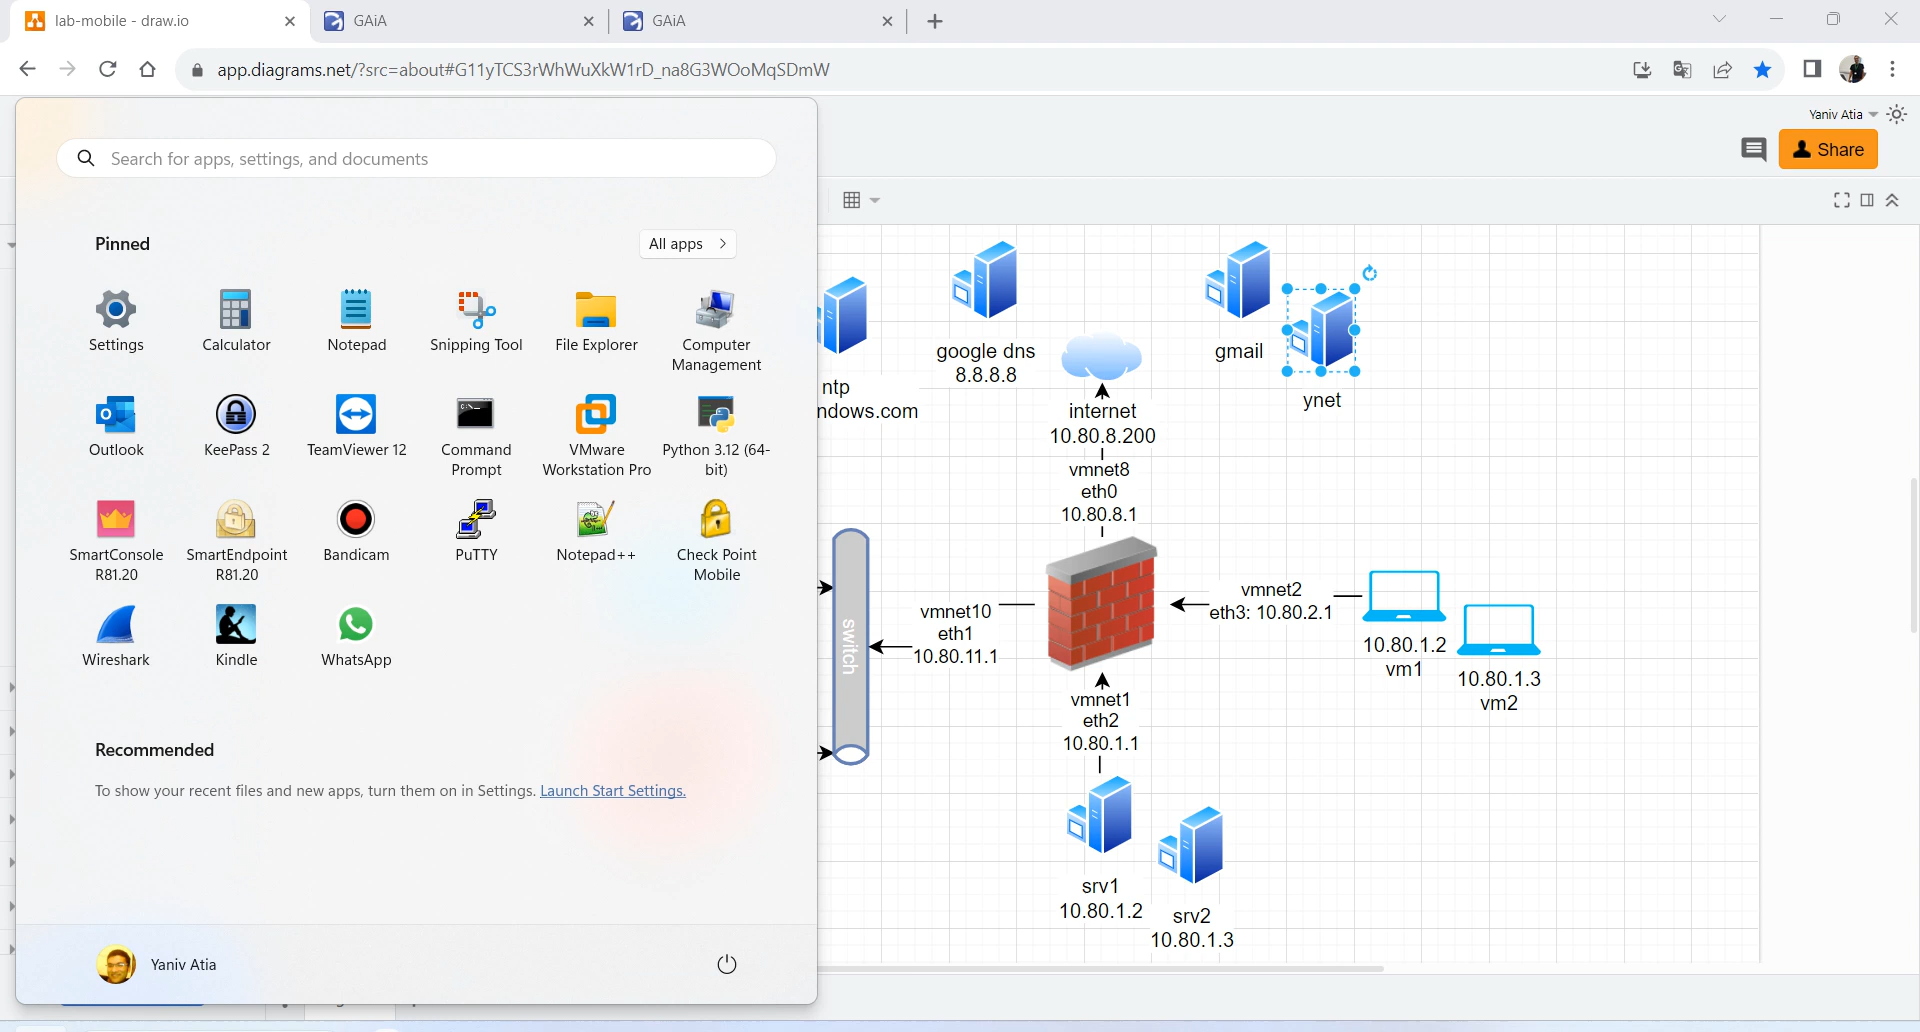 lab-mobile - draw.io
GAiA
GAiA
app.diagrams.net/?src=about#G11yTCS3rWhWuXkW1rD_na8G3WOoMqSDmW
Yaniv Atia
Share
Search for apps, settings, and documents
Pinned
All apps
Settings
Calculator
Notepad
Snipping Tool
File Explorer
Computer
Management
Outlook
KeePass 2
TeamViewer 12
Command
Prompt
VMware
Workstation Pro
Python 3.12 (64-
bit)
SmartConsole
R81.20
SmartEndpoint
R81.20
Bandicam
PuTTY
Notepad++
Check Point
Mobile
Wireshark
Kindle
WhatsApp
Recommended
To show your recent files and new apps, turn them on in Settings. Launch Start Settings.
Yaniv Atia
ntp
ndows.com
google dns
8.8.8.8
gmail
ynet
internet
10.80.8.200
vmnet8
eth0
10.80.8.1
switch
vmnet10
eth1
10.80.11.1
vmnet2
eth3: 10.80.2.1
10.80.1.2
vm1
10.80.1.3
vm2
vmnet1
eth2
10.80.1.1
srv1
10.80.1.2
srv2
10.80.1.3